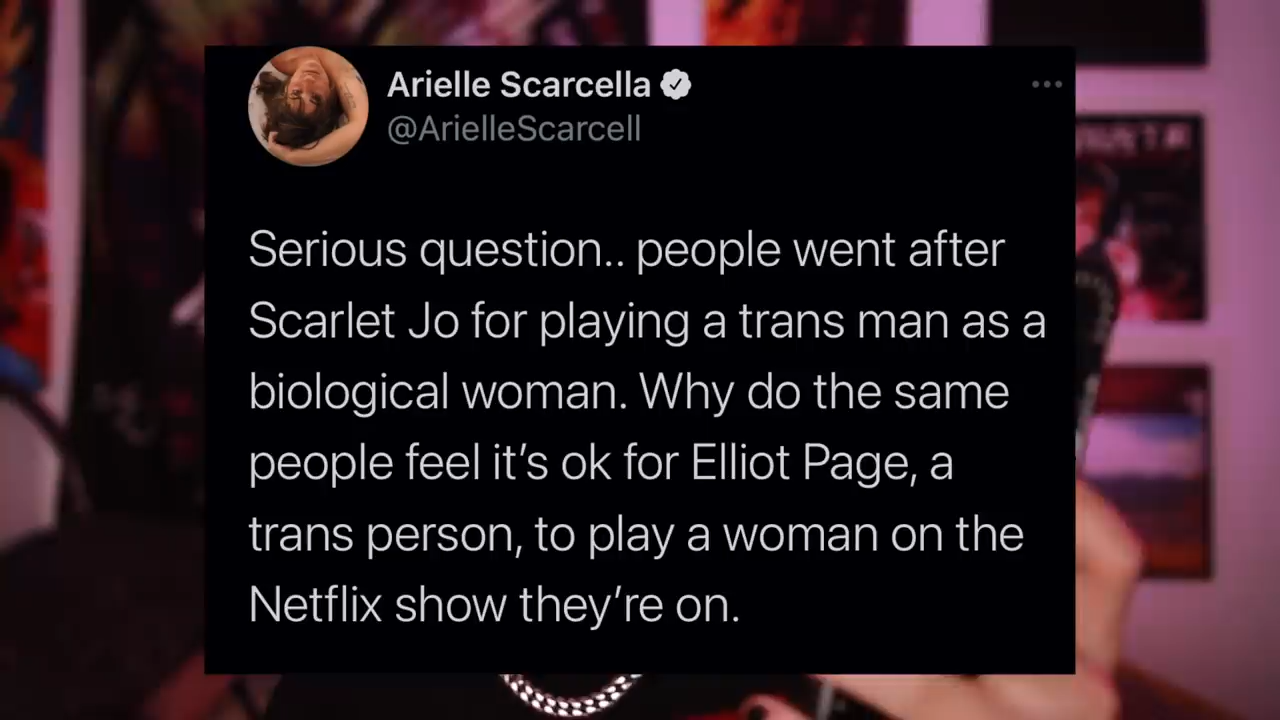 Arielle Scarcella
@ArielleScarcell
Serious question.. people went after
Scarlet Jo for playing a trans man as a
biological woman. Why do the same
people feel it's ok for Elliot Page, a
trans person, to play a woman on the
Netflix show they're on.